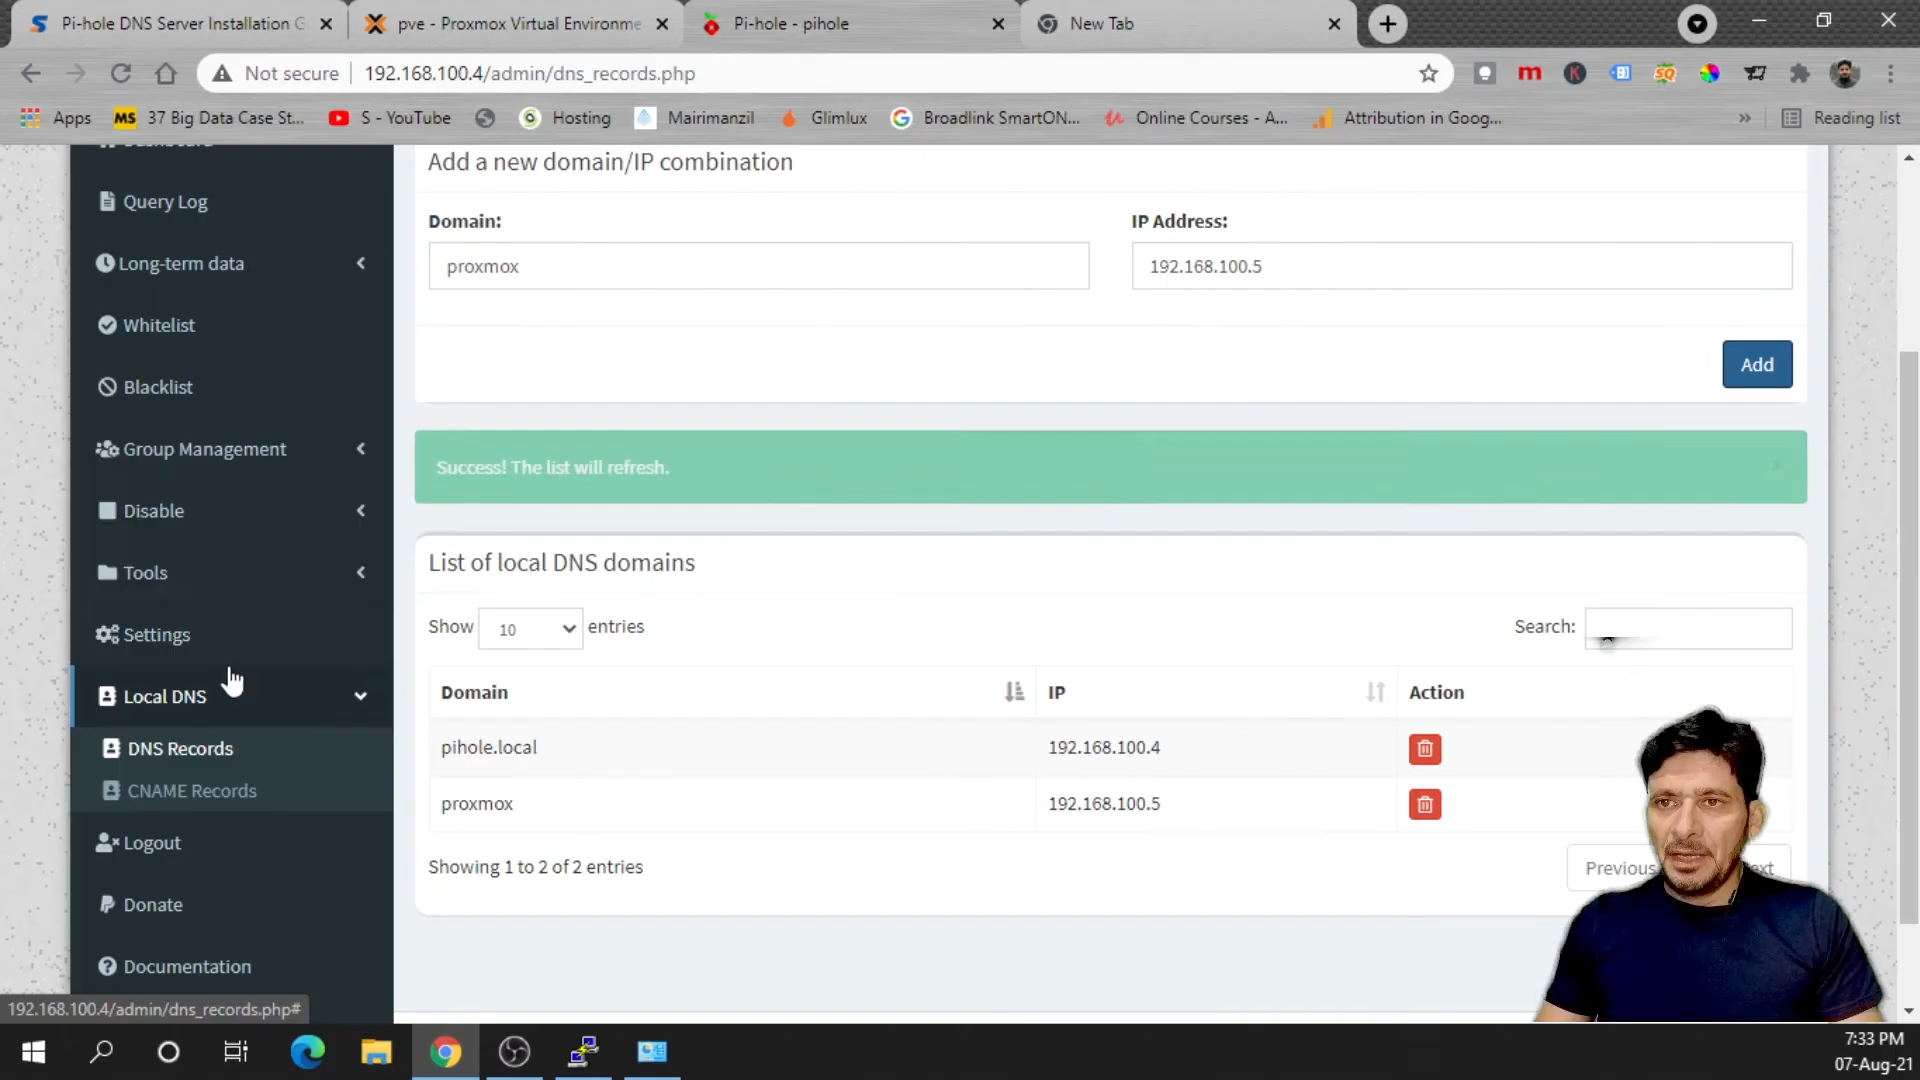 Pi-hole DNS Server Installation G
pve - Proxmox Virtual Environme
Pi-hole - pihole
New Tab
Not secure
192.168.100.4/admin/dns_records.php
Apps
MS 37 Big Data Case St...
S - YouTube
Hosting
Mairimanzil
Glimlux
Broadlink SmartON...
Online Courses - A...
Attribution in Goog...
Reading list
Query Log
Long-term data
Whitelist
Blacklist
Group Management
Disable
Tools
Settings
Local DNS
DNS Records
CNAME Records
Logout
Donate
Documentation
192.168.100.4/admin/dns_records.php#
Add a new domain/IP combination
Domain:
IP Address:
proxmox
192.168.100.5
Add
Success! The list will refresh.
List of local DNS domains
Show 10 entries
Search:
Domain
IP
Action
pihole.local
192.168.100.4
proxmox
192.168.100.5
Showing 1 to 2 of 2 entries
Previous
7:33 PM
07-Aug-21